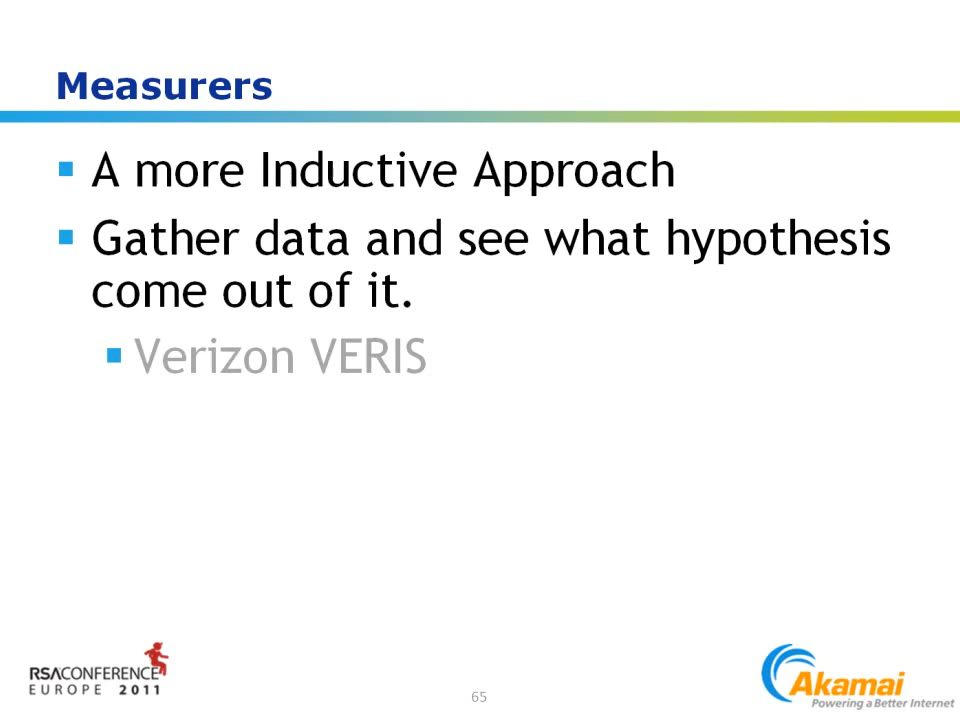 Measurers
A more Inductive Approach
Gather data and see what hypothesis
come out of it.
Verizon VERIS
RSACONFERENCE
EUROPE 2011
65
Akamai
Powering a Better Internet